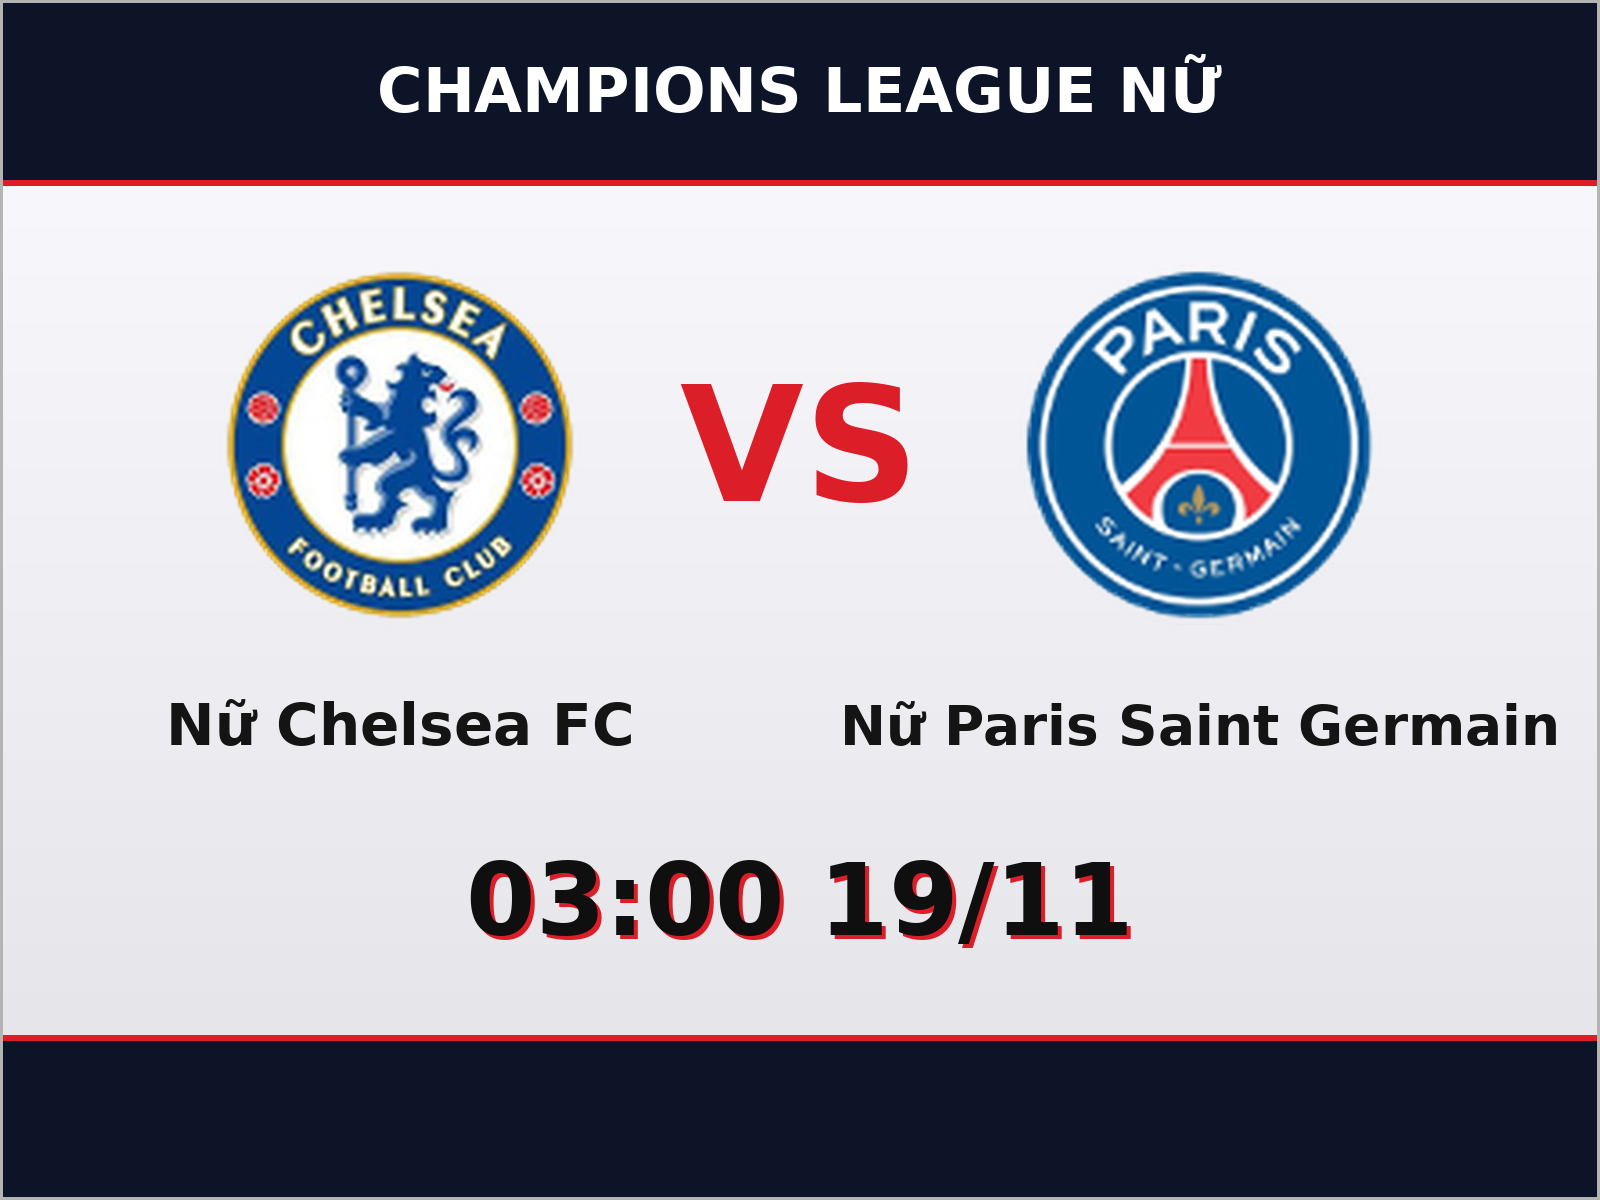 CHAMPIONS LEAGUE NỮ
CHELSEA
FOOTBALL CLUB
VS
PARIS
SAINT-GERMAIN
Nữ Chelsea FC
Nữ Paris Saint Germain
03:00 19/11